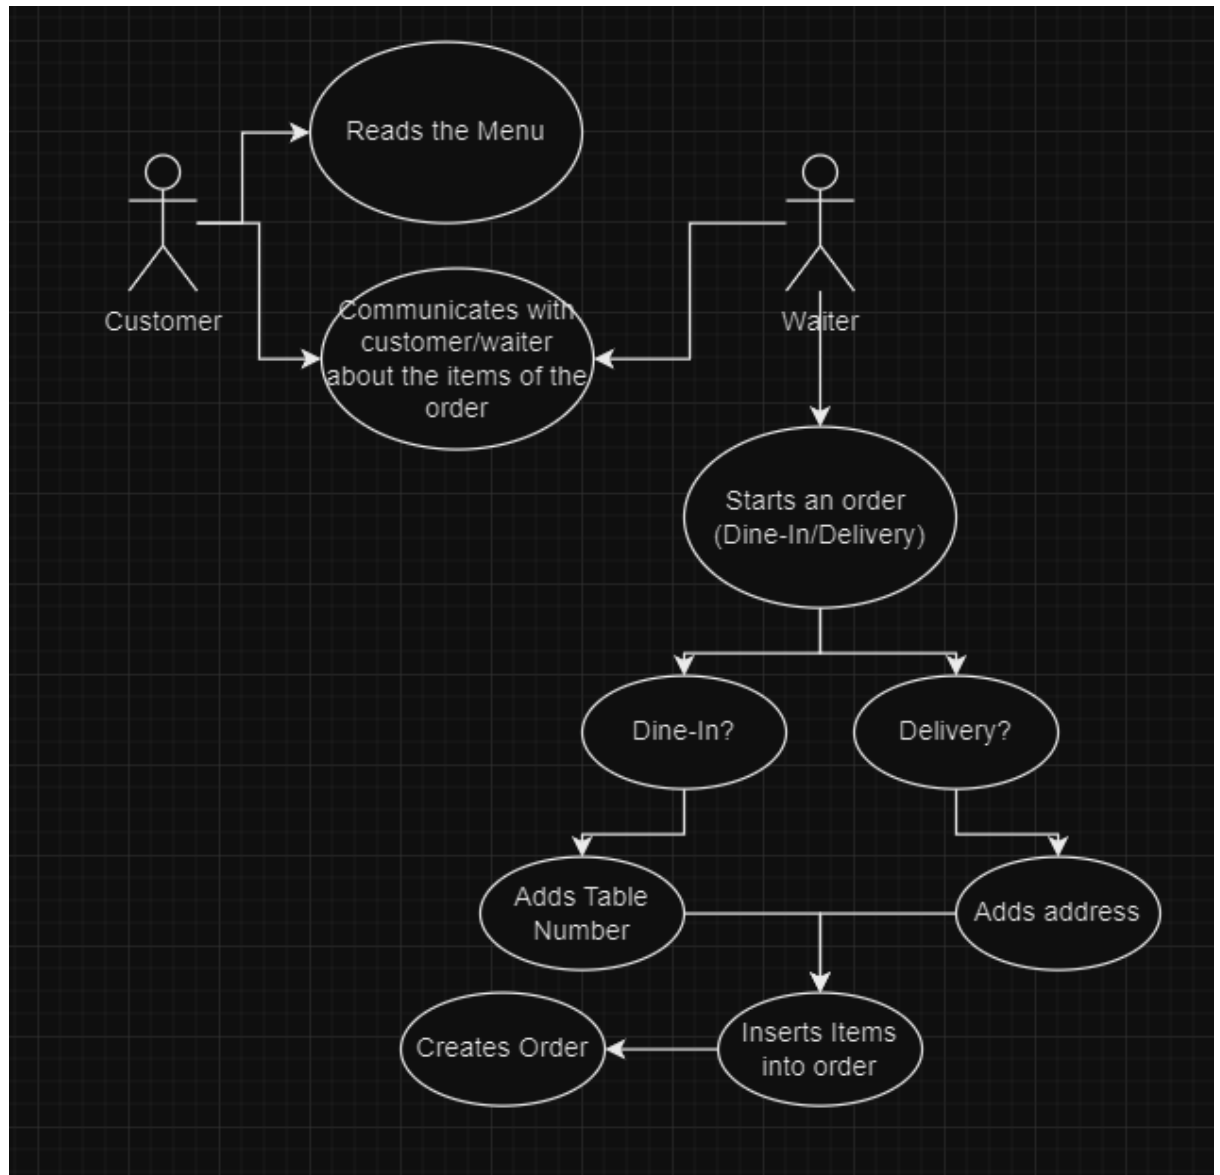 Reads the Menu
Customer
Waiter
Communicates with
customer/waiter
about the items of the
order
Starts an order
(Dine-In/Delivery)
Dine-In?
Delivery?
Adds Table
Number
Adds address
Creates Order
Inserts Items
into order